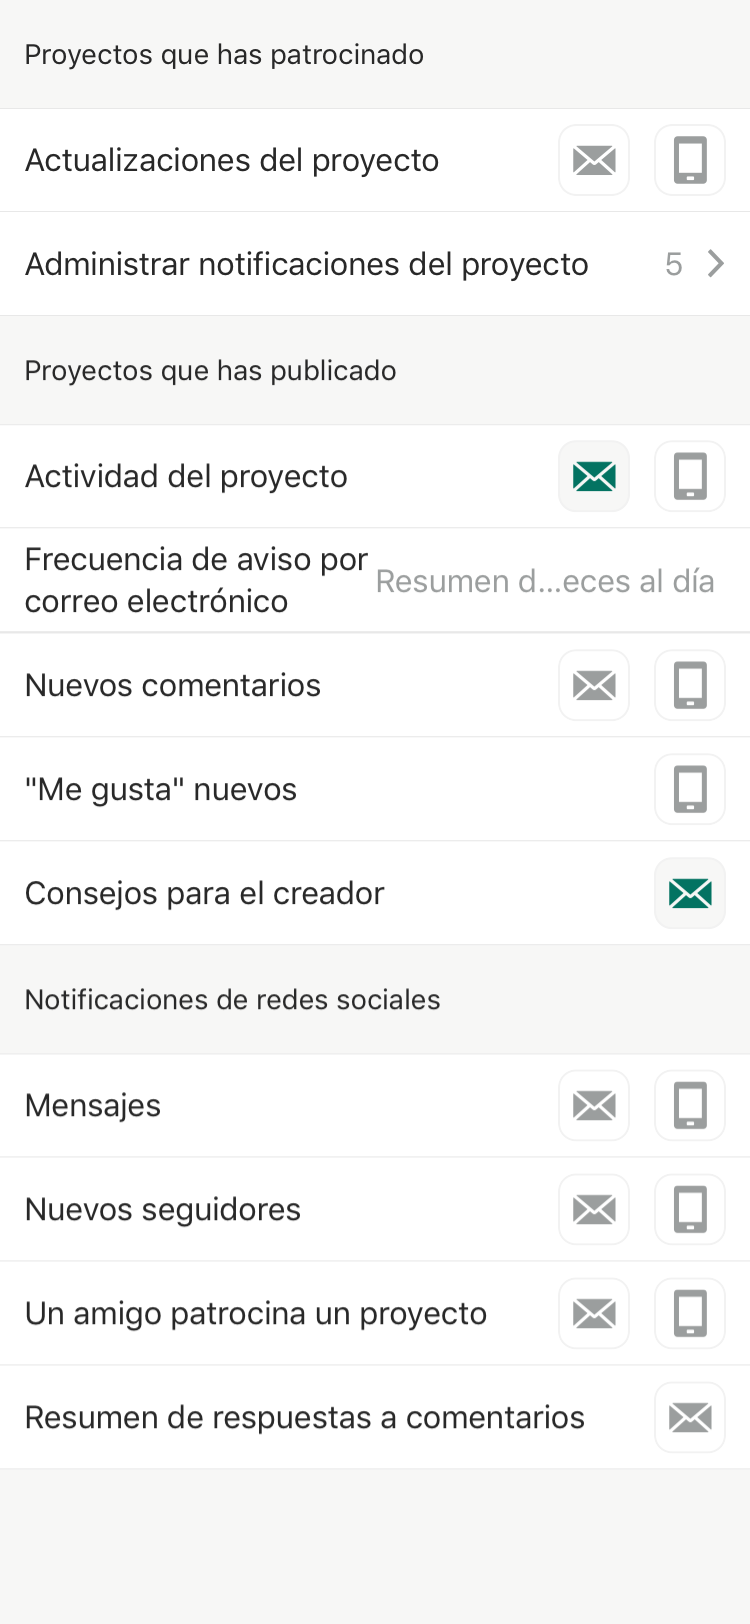 Proyectos que has patrocinado
Actualizaciones del proyecto
Administrar notificaciones del proyecto 5
Proyectos que has publicado
Actividad del proyecto
Frecuencia de aviso por
correo electrónico
Resumen d...eces al día
Nuevos comentarios
"Me gusta" nuevos
Consejos para el creador
Notificaciones de redes sociales
Mensajes
Nuevos seguidores
Un amigo patrocina un proyecto
Resumen de respuestas a comentarios